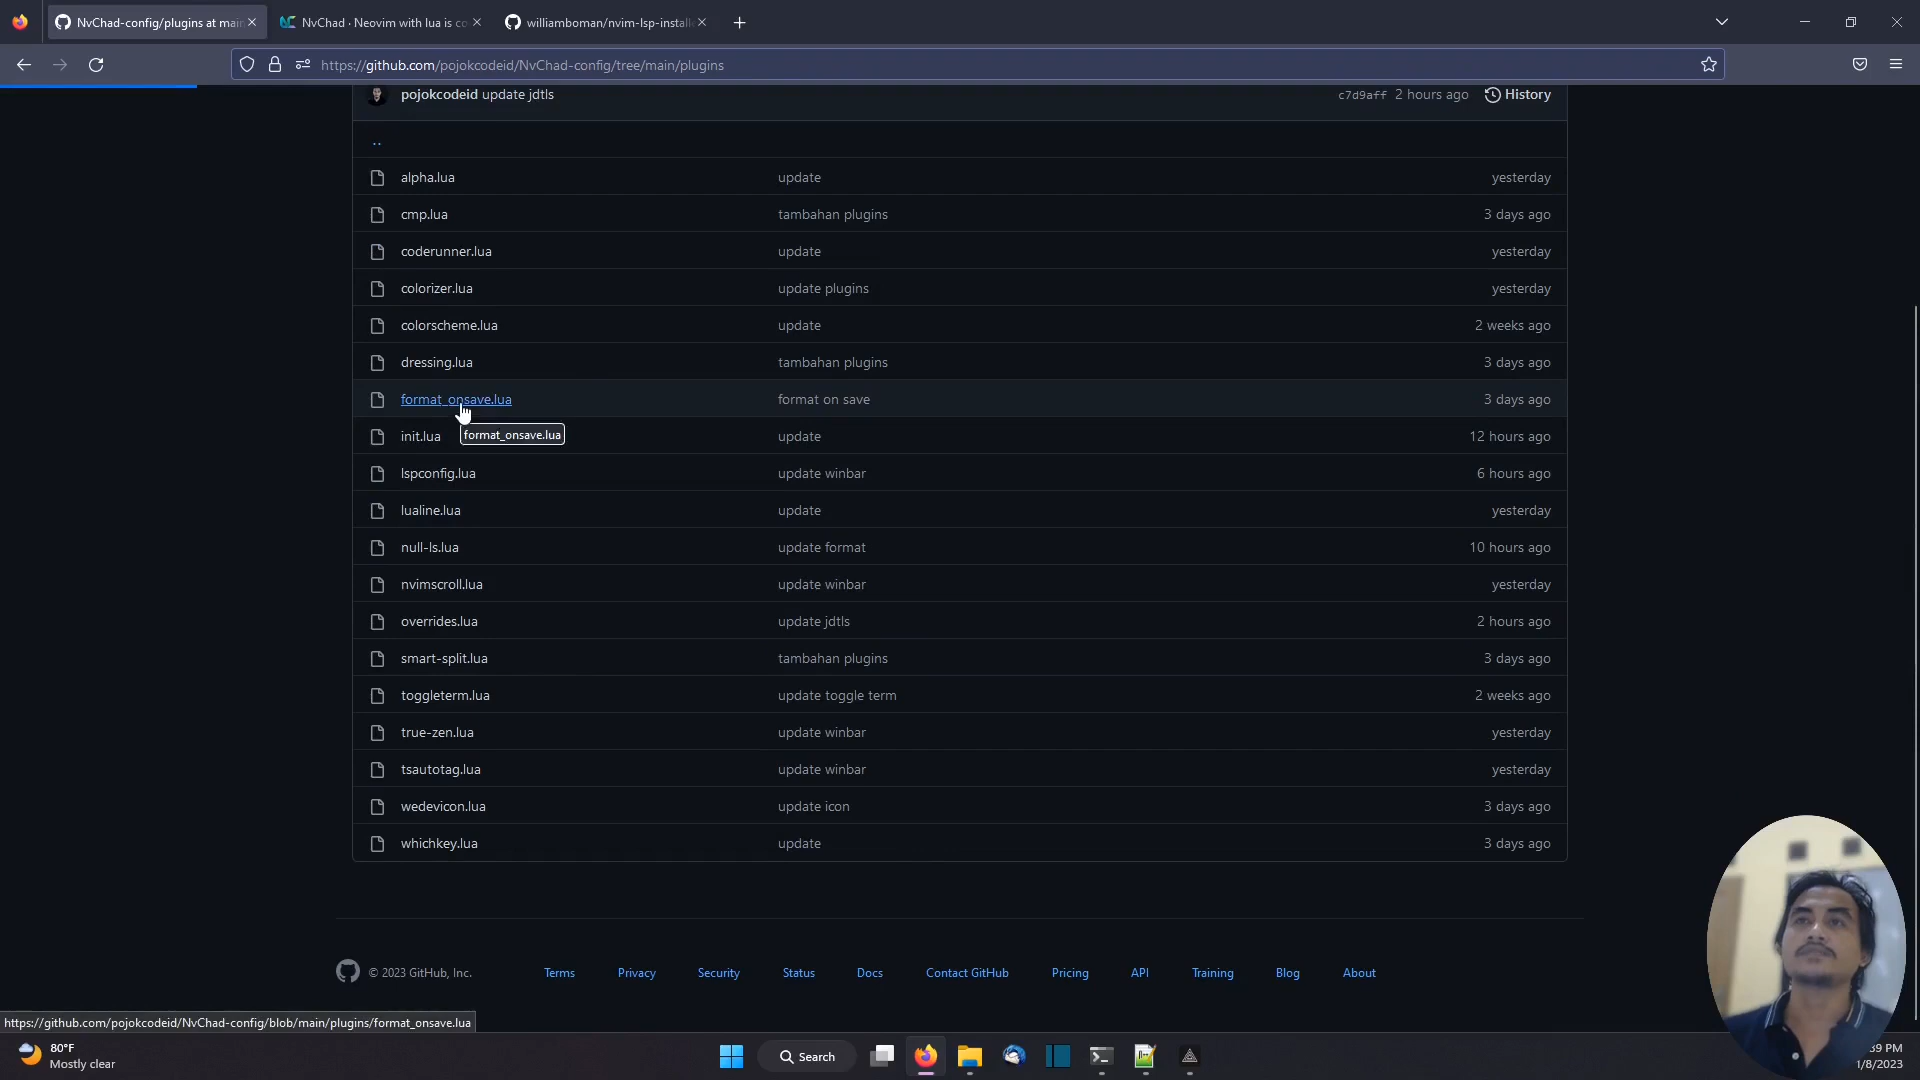 NvChad-config/plugins at main
NvChad · Neovim with lua is co
williamboman/nvim-lsp-install
https://github.com/pojokcodeid/NvChad-config/tree/main/plugins
pojokcodeid update jdtls c7d9aff 2 hours ago History
..
alpha.lua update yesterday
cmp.lua tambahan plugins 3 days ago
coderunner.lua update yesterday
colorizer.lua update plugins yesterday
colorscheme.lua update 2 weeks ago
dressing.lua tambahan plugins 3 days ago
format_onsave.lua format on save 3 days ago
init.lua update 12 hours ago
format_onsave.lua
lspconfig.lua update winbar 6 hours ago
lualine.lua update yesterday
null-ls.lua update format 10 hours ago
nvimscroll.lua update winbar yesterday
overrides.lua update jdtls 2 hours ago
smart-split.lua tambahan plugins 3 days ago
toggleterm.lua update toggle term 2 weeks ago
true-zen.lua update winbar yesterday
tsautotag.lua update winbar yesterday
wedevicon.lua update icon 3 days ago
whichkey.lua update 3 days ago
© 2023 GitHub, Inc. Terms Privacy Security Status Docs Contact GitHub Pricing API Training Blog About
https://github.com/pojokcodeid/NvChad-config/blob/main/plugins/format_onsave.lua
80°F
Mostly clear
Search
39 PM
1/8/2023